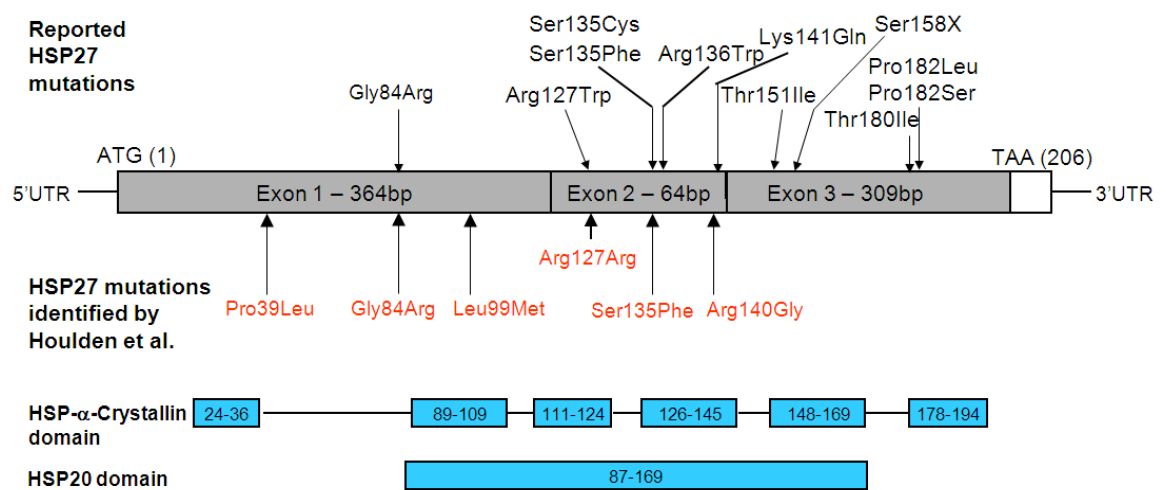 Reported
HSP27
mutations
Ser135Cys
Ser135Phe
Arg136Trp
Lys141Gln
Ser158X
Gly84Arg
Arg127Trp
Thr151Ile
Pro182Leu
Pro182Ser
Thr180Ile
ATG (1)
TAA (206)
5'UTR
Exon 1 – 364bp
Exon 2 – 64bp
Exon 3 – 309bp
3'UTR
HSP27 mutations
identified by
Houlden et al.
Pro39Leu
Gly84Arg
Leu99Met
Arg127Arg
Ser135Phe
Arg140Gly
HSP-α-Crystallin
domain
24-36
89-109
111-124
126-145
148-169
178-194
HSP20 domain
87-169